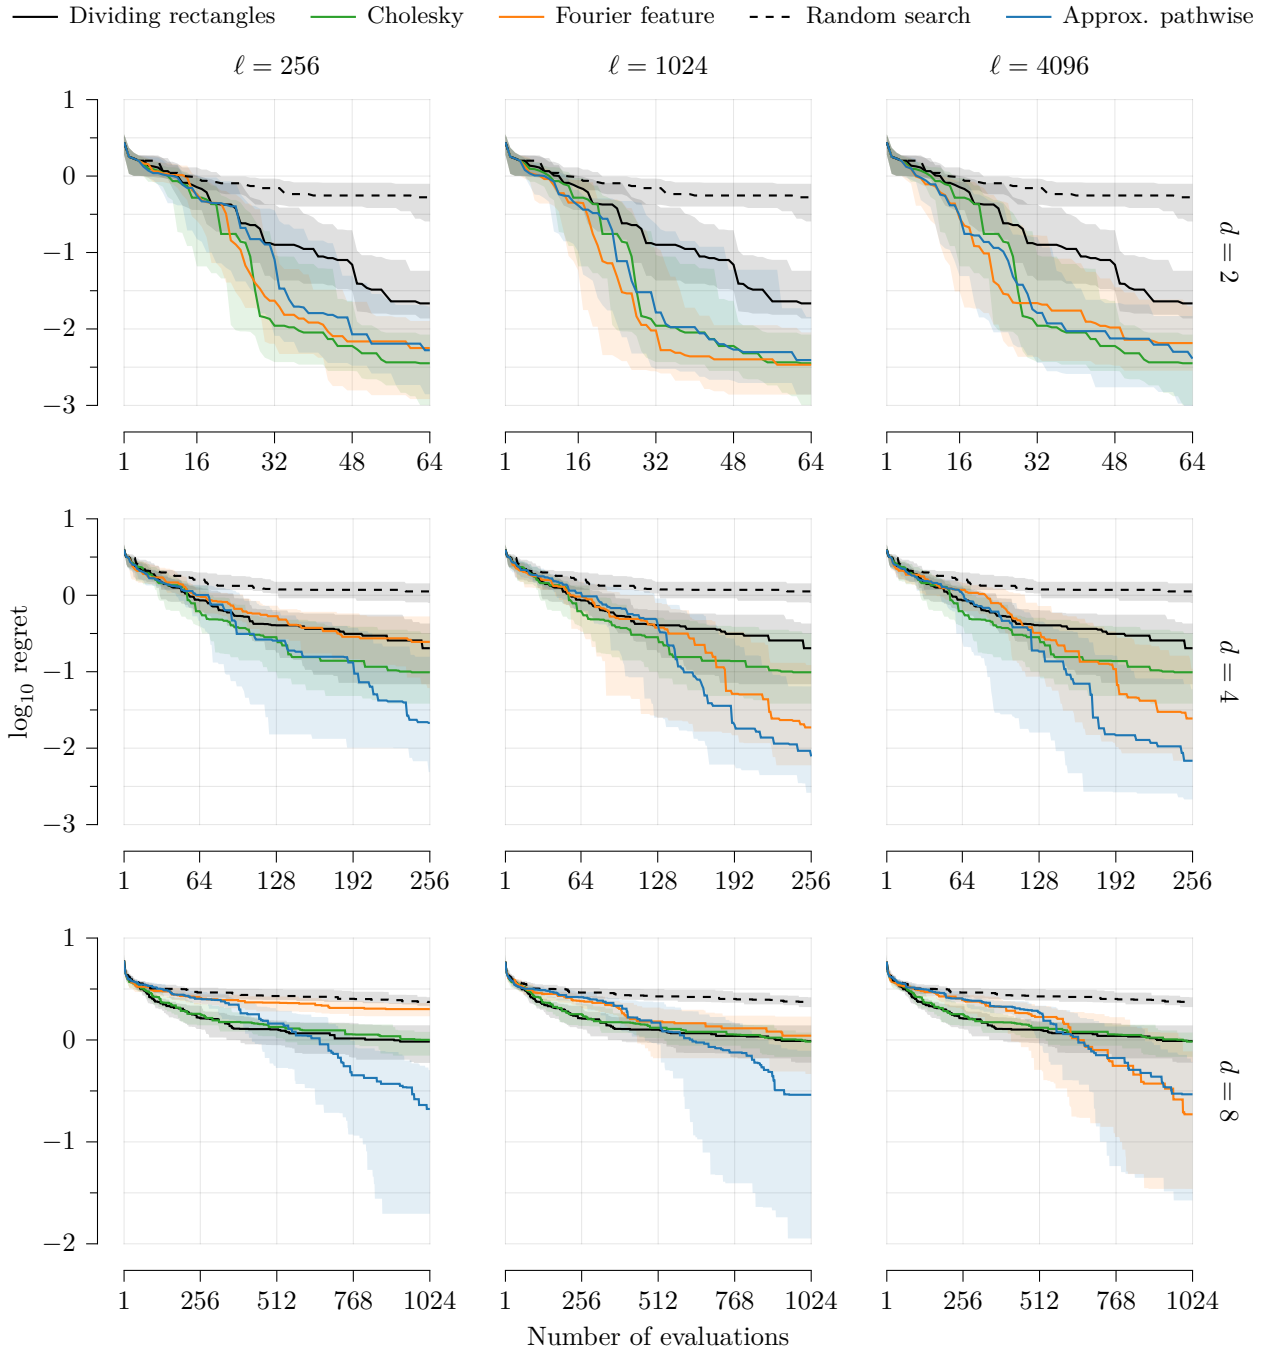 Dividing rectangles Cholesky Fourier feature Random search Approx. pathwise
ℓ = 256 ℓ = 1024 ℓ = 4096
1
0
−1
−2
−3
d = 2
1 16 32 48 64 1 16 32 48 64 1 16 32 48 64
1
0
−1
−2
−3
log₁₀ regret
d = 4
1 64 128 192 256 1 64 128 192 256 1 64 128 192 256
1
0
−1
−2
d = 8
1 256 512 768 1024 1 256 512 768 1024 1 256 512 768 1024
Number of evaluations